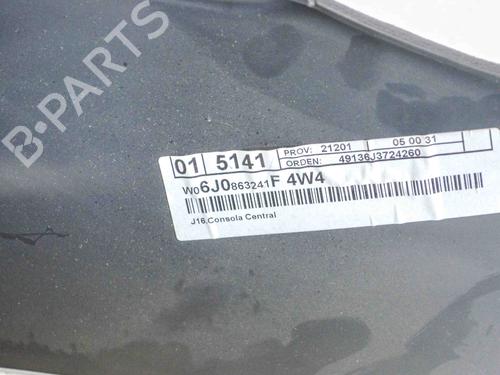 B-PARTS
01 5141 PROV: 21201 05 00 31
ORDEN: 49136J3724260
W06J0863241F 4W4
J16 Consola Central